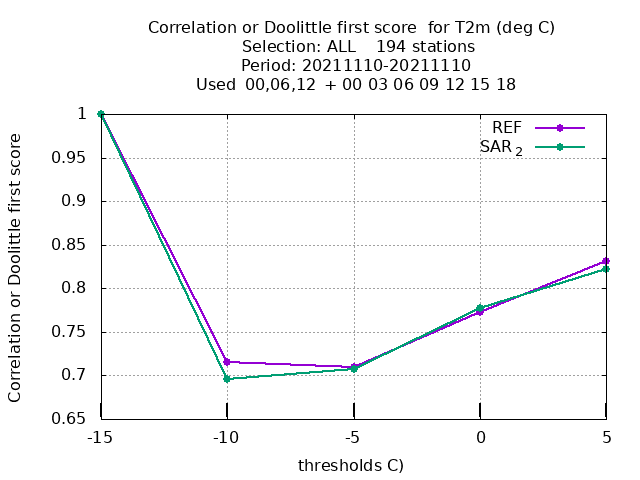 Correlation or Doolittle first score  for T2m (deg C)
Selection: ALL    194 stations
Period: 20211110-20211110
Used  00,06,12  + 00 03 06 09 12 15 18
REF
SAR 2
1
0.95
0.9
0.85
0.8
0.75
0.7
0.65
Correlation or Doolittle first score
-15 -10 -5 0 5
thresholds C)